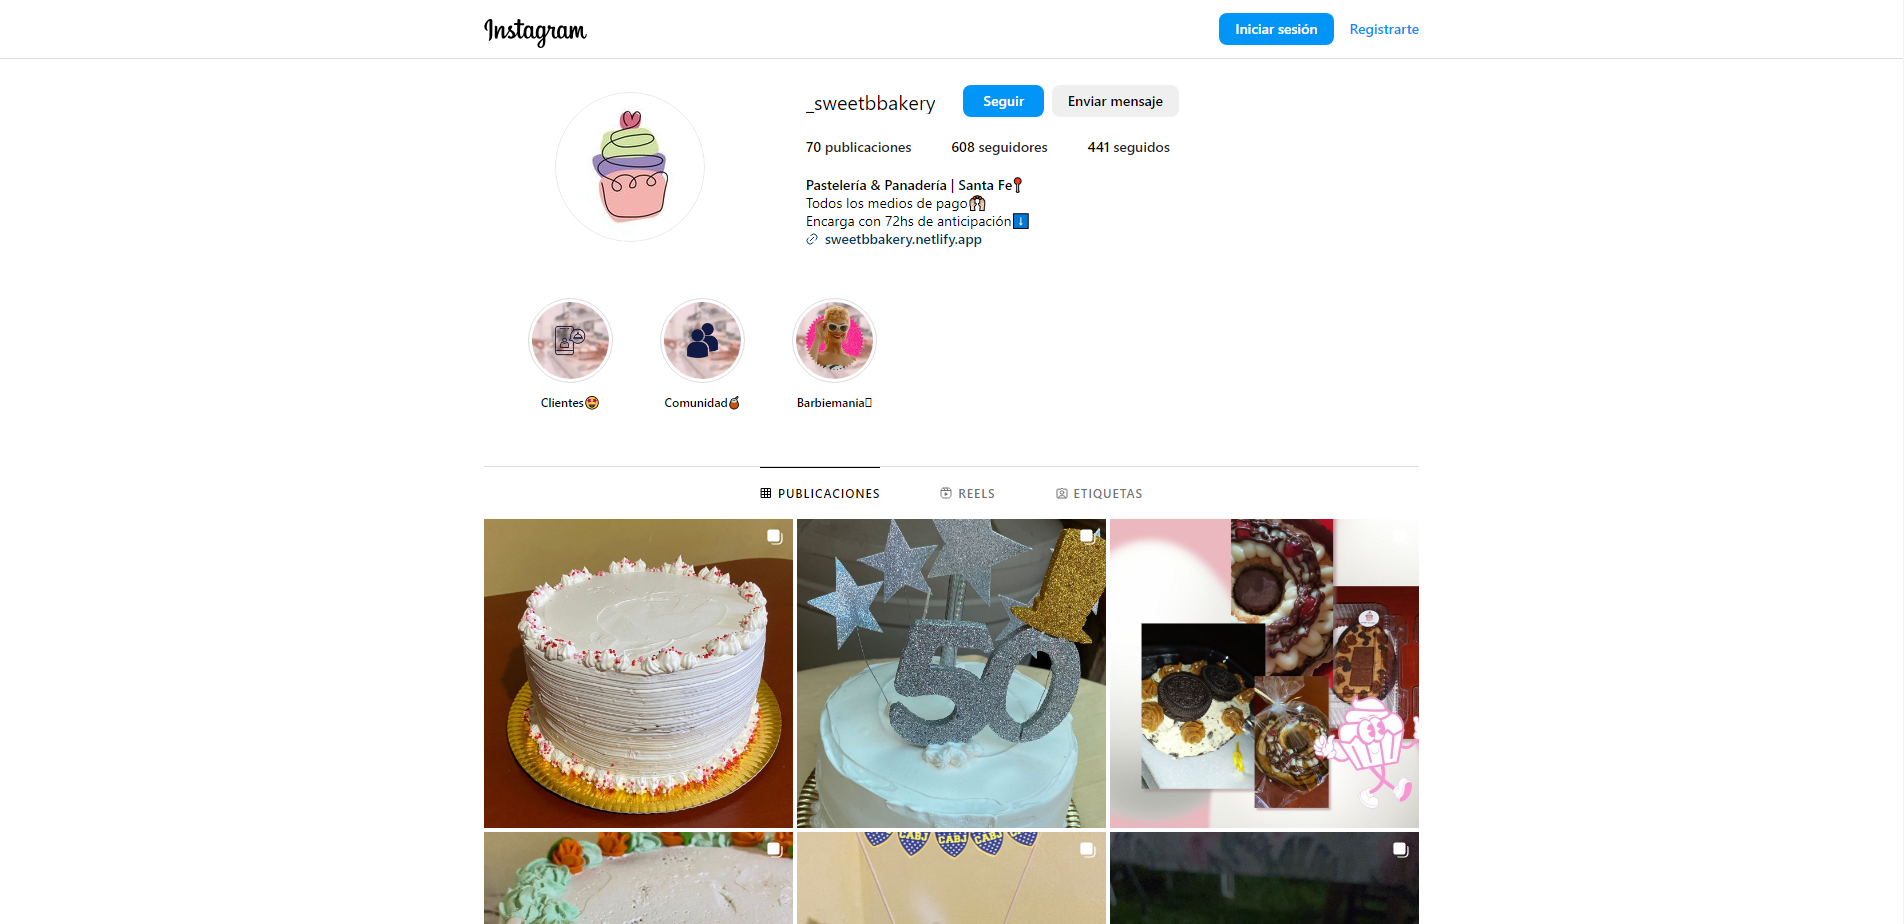 Instagram
Iniciar sesión
Registrarte
_sweetbbakery
Seguir
Enviar mensaje
70 publicaciones
608 seguidores
441 seguidos
Pastelería & Panadería | Santa Fe📍
Todos los medios de pago🙌🏻
Encarga con 72hs de anticipación⬇️
sweetbbakery.netlify.app
Clientes🤩
Comunidad🧉
Barbiemania
PUBLICACIONES
REELS
ETIQUETAS
50
CABJ CABJ CABJ CABJ